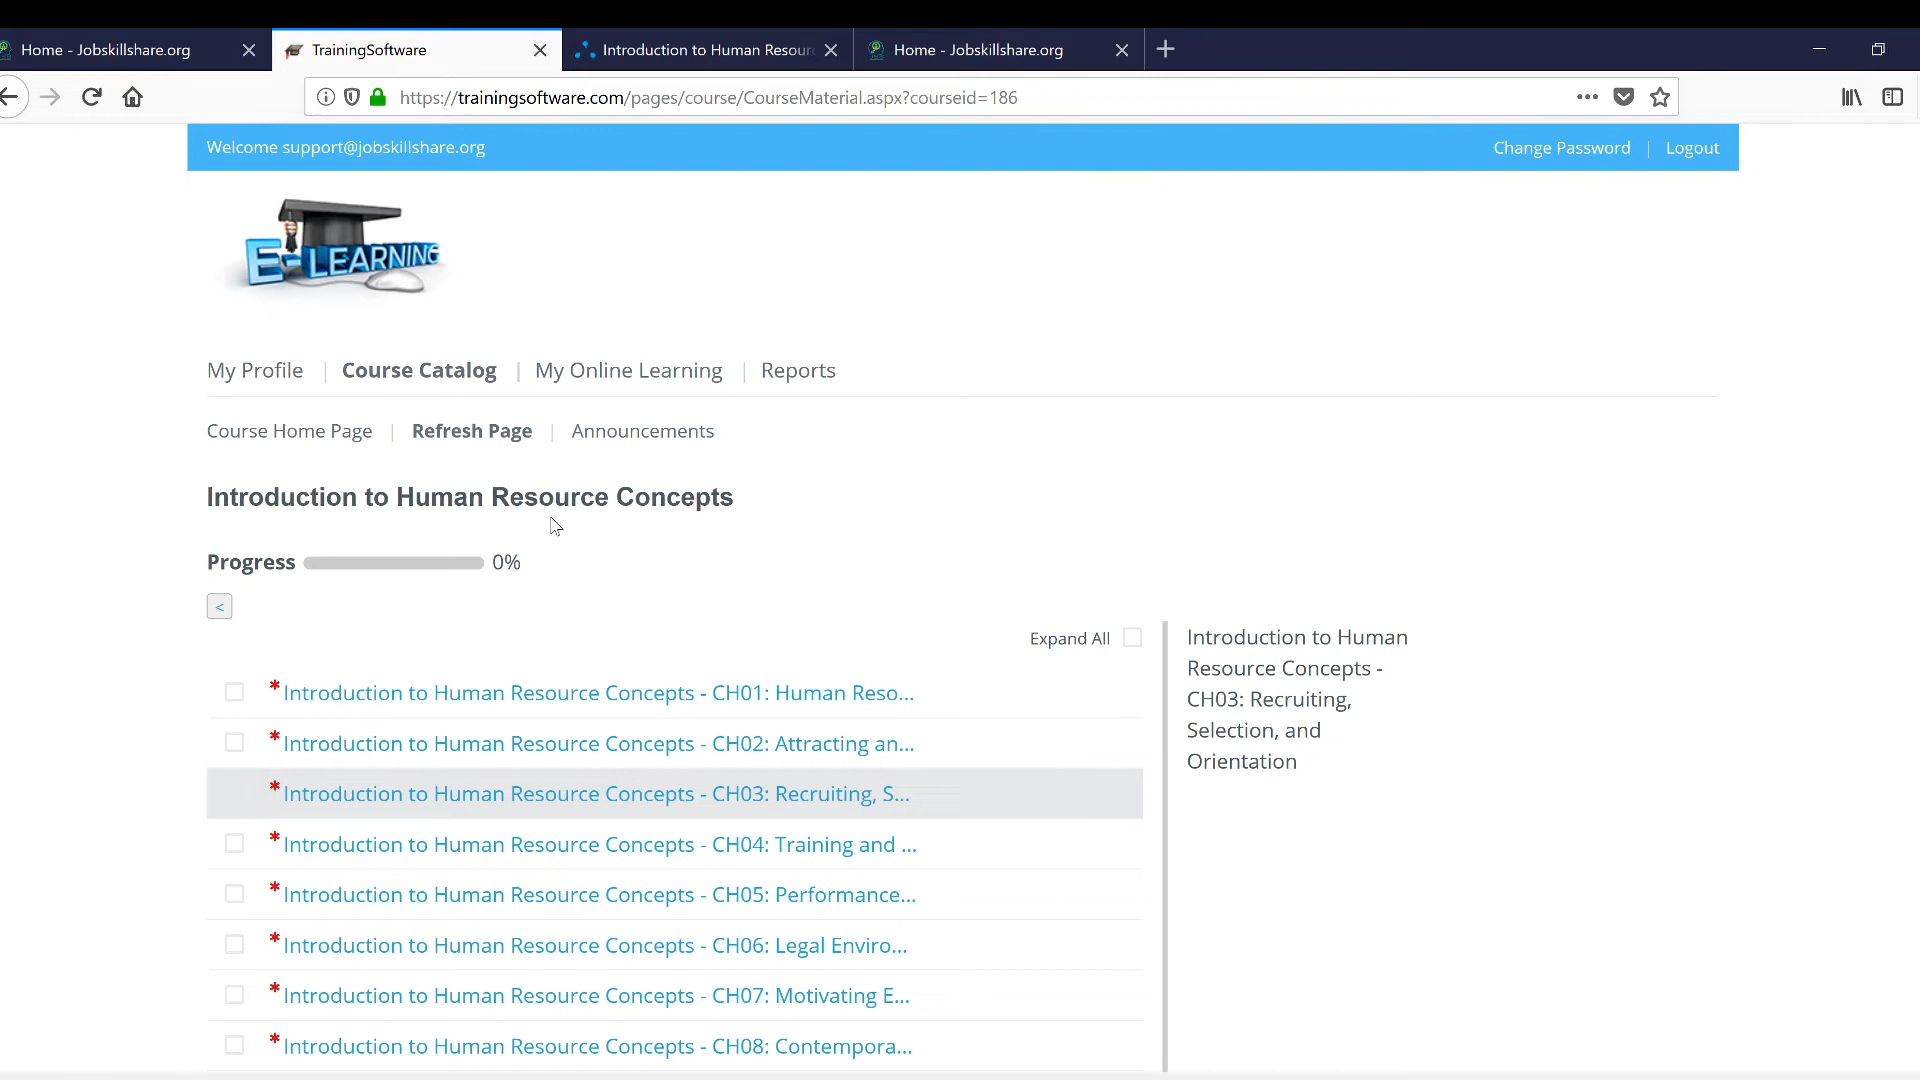 Home - Jobskillshare.org
TrainingSoftware
Introduction to Human Resour
Home - Jobskillshare.org
https://trainingsoftware.com/pages/course/CourseMaterial.aspx?courseid=186
Welcome support@jobskillshare.org
Change Password | Logout
E-LEARNING
My Profile | Course Catalog | My Online Learning | Reports
Course Home Page | Refresh Page | Announcements
Introduction to Human Resource Concepts
Progress 0%
<
Expand All
*Introduction to Human Resource Concepts - CH01: Human Reso...
*Introduction to Human Resource Concepts - CH02: Attracting an...
*Introduction to Human Resource Concepts - CH03: Recruiting, S...
*Introduction to Human Resource Concepts - CH04: Training and ...
*Introduction to Human Resource Concepts - CH05: Performance...
*Introduction to Human Resource Concepts - CH06: Legal Enviro...
*Introduction to Human Resource Concepts - CH07: Motivating E...
*Introduction to Human Resource Concepts - CH08: Contempora...
Introduction to Human
Resource Concepts -
CH03: Recruiting,
Selection, and
Orientation